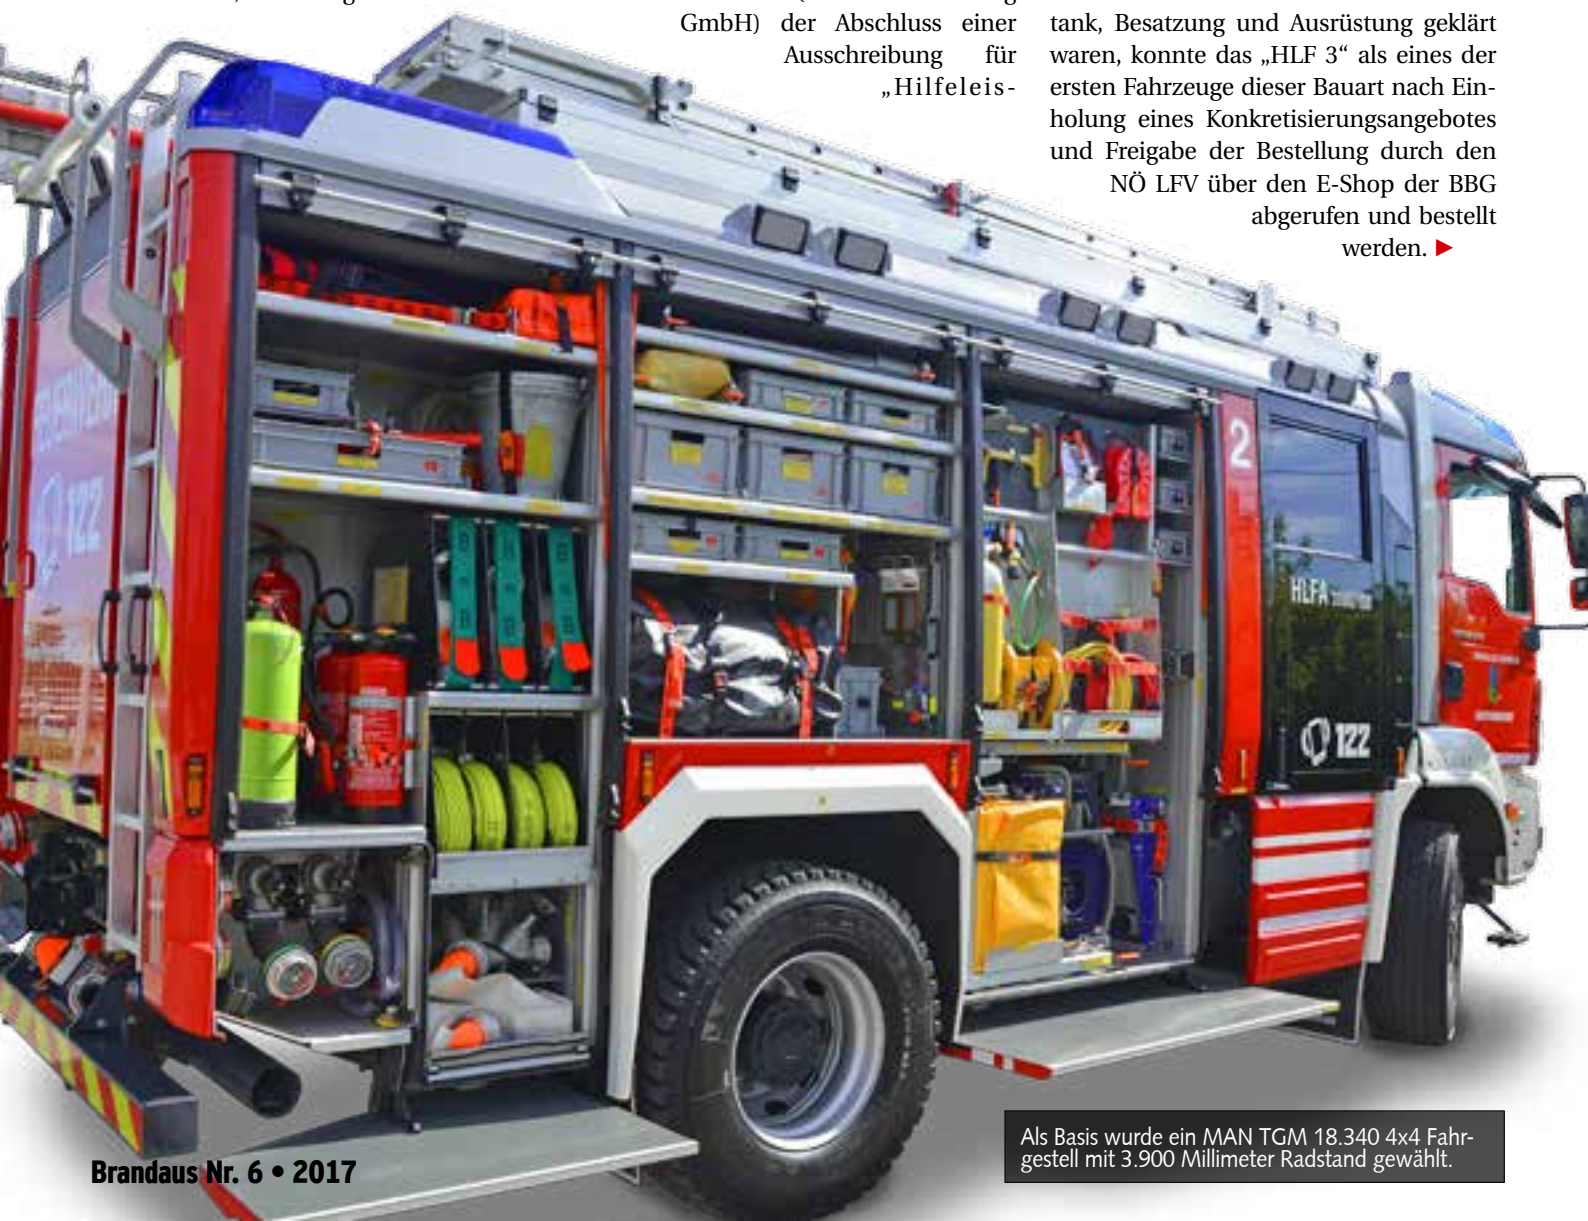 GmbH) der Abschluss einer
Ausschreibung für
„Hilfeleis-
tank, Besatzung und Ausrüstung geklärt
waren, konnte das „HLF 3“ als eines der
ersten Fahrzeuge dieser Bauart nach Ein-
holung eines Konkretisierungsangebotes
und Freigabe der Bestellung durch den
NÖ LFV über den E-Shop der BBG
abgerufen und bestellt
werden. ►
2
HLFA
122
122
Als Basis wurde ein MAN TGM 18.340 4x4 Fahr-
gestell mit 3.900 Millimeter Radstand gewählt.
Brandaus Nr. 6 • 2017